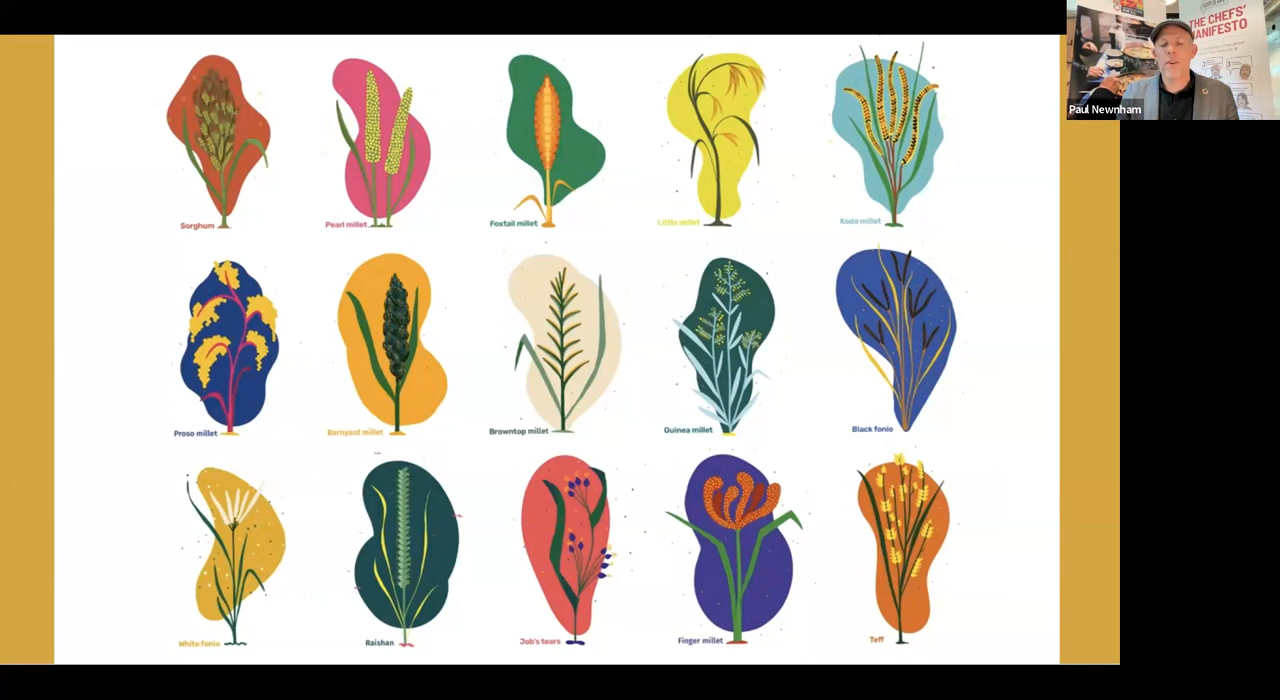 THE CHEFS'
MANIFESTO
Paul Newnham
Sorghum
Pearl millet
Foxtail millet
Little millet
Kodo millet
Proso millet
Barnyard millet
Browntop millet
Guinea millet
Black fonio
White fonio
Raishan
Job's tears
Finger millet
Teff